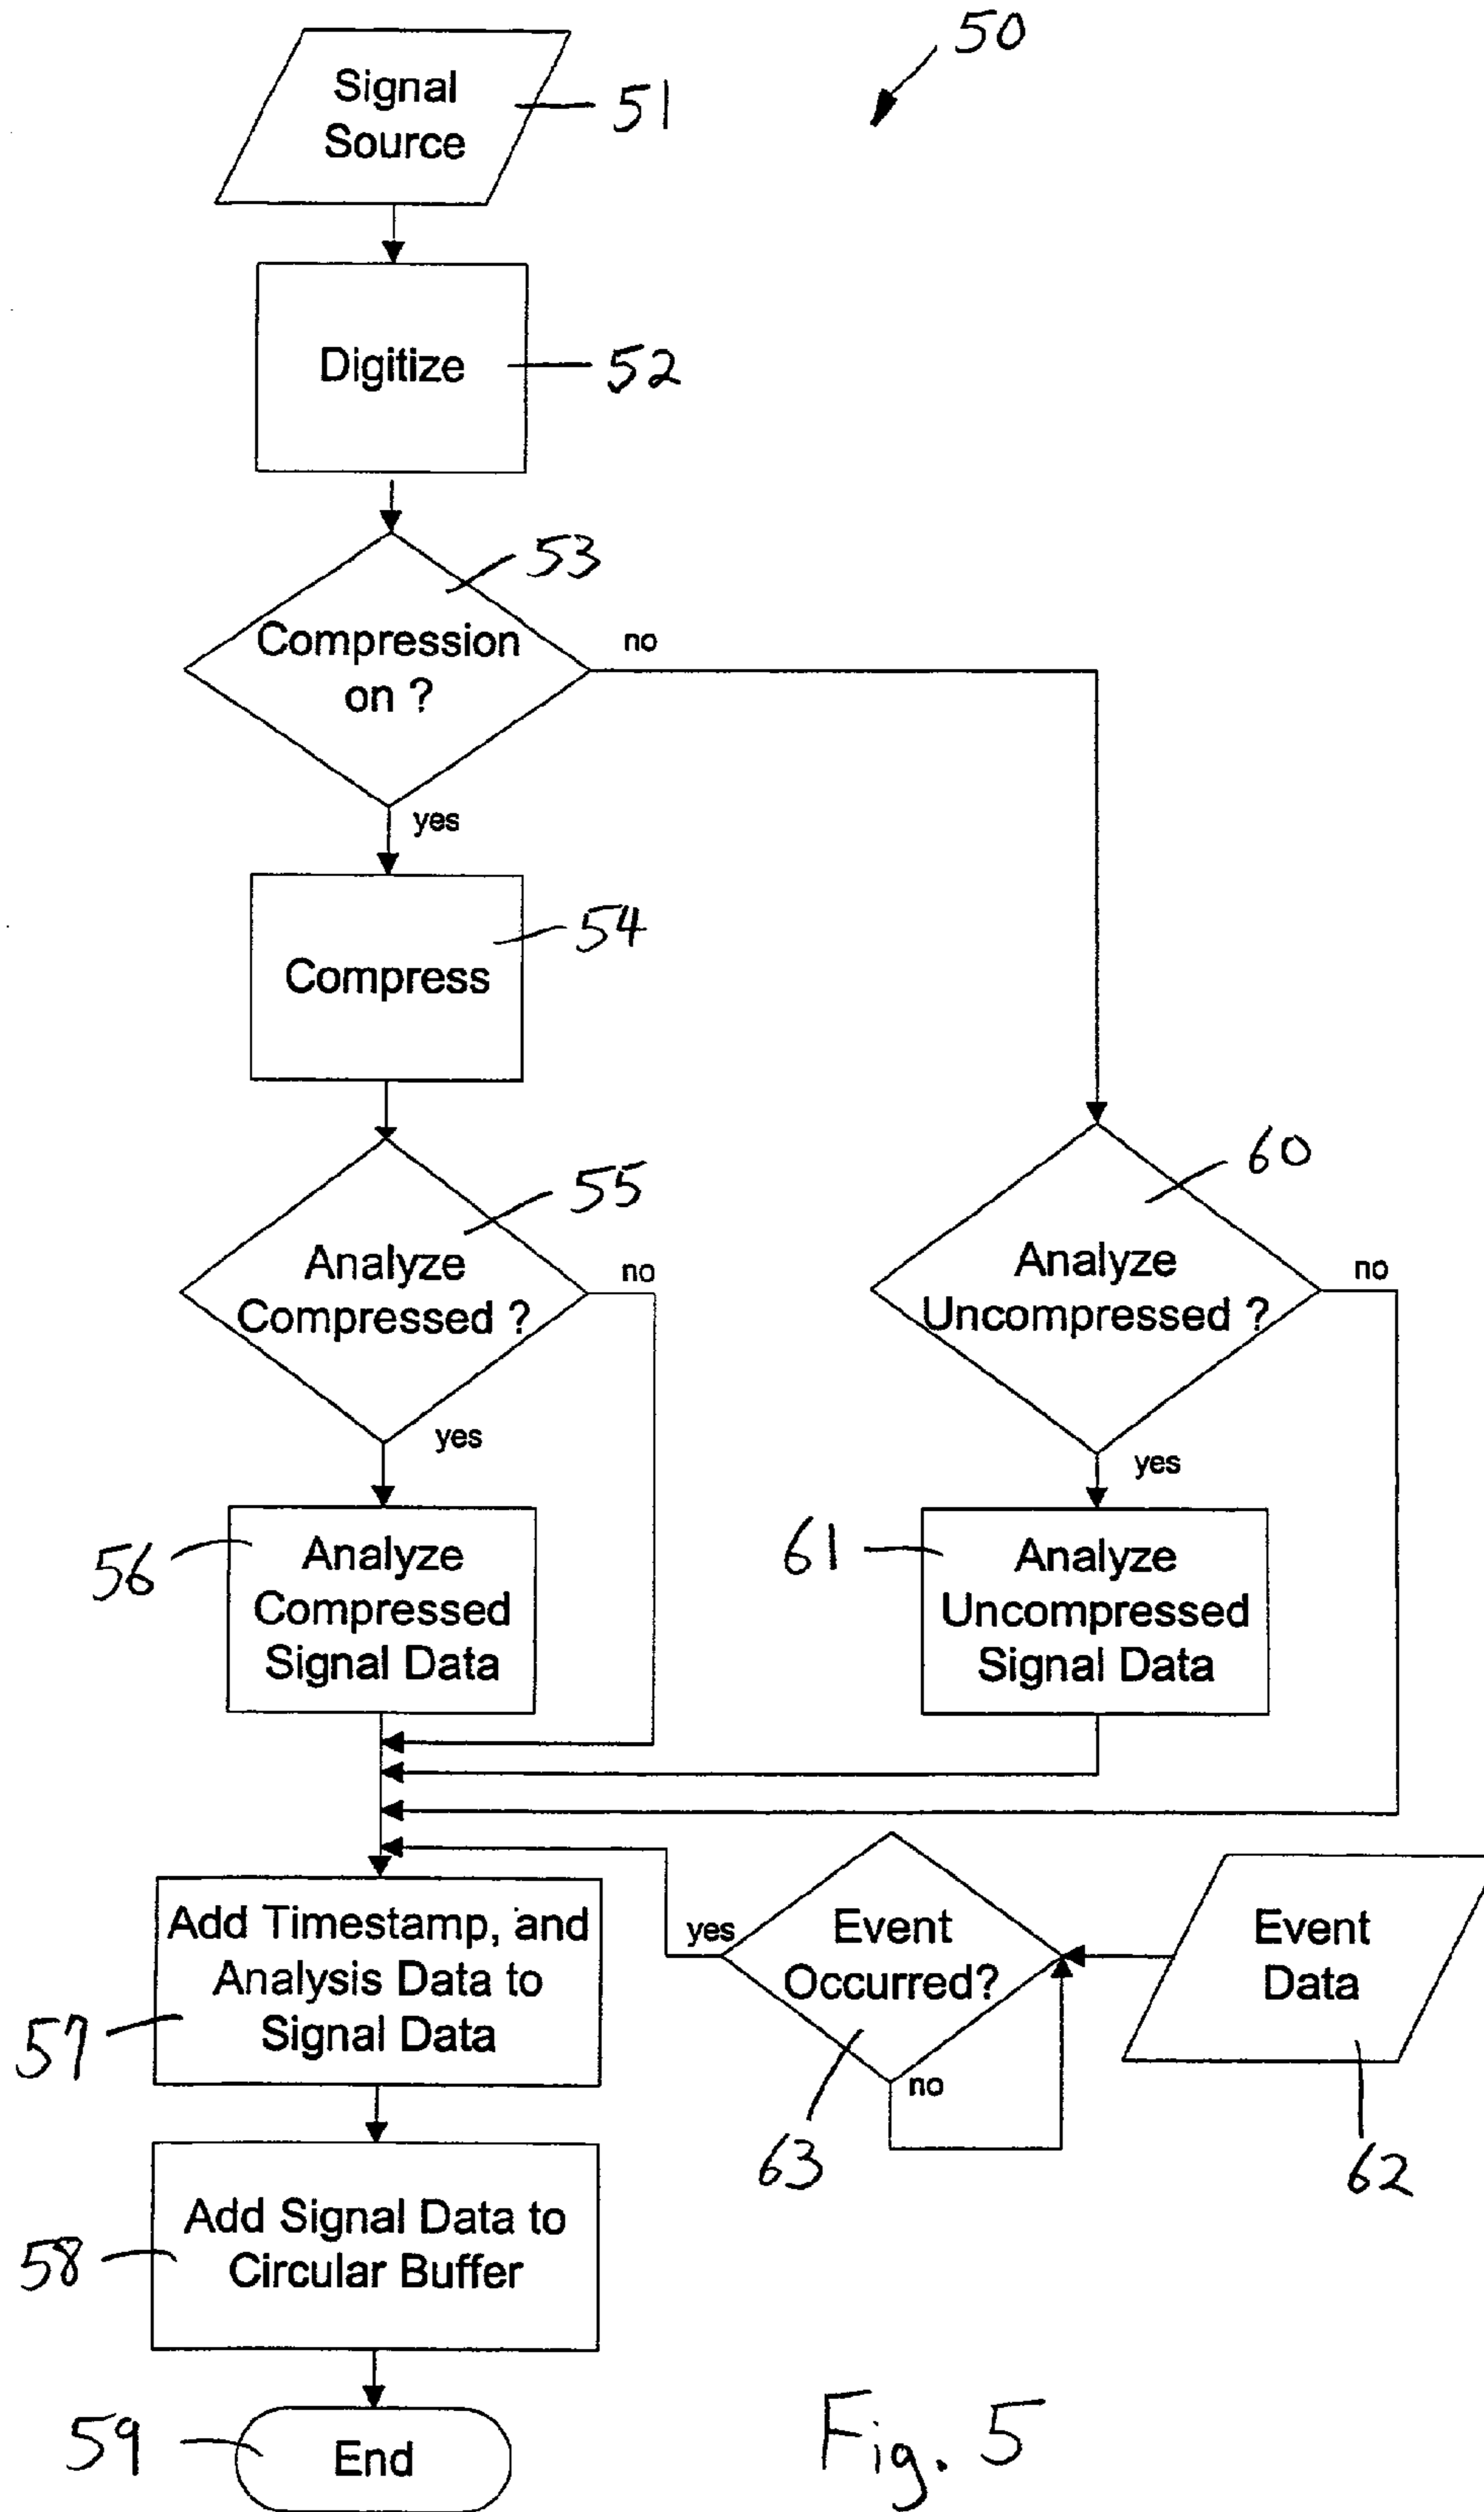 50
Signal
Source
51
Digitize
52
53
Compression
on ?
no
yes
54
Compress
55
Analyze
Compressed ?
no
yes
60
Analyze
Uncompressed ?
no
yes
56
Analyze
Compressed
Signal Data
61
Analyze
Uncompressed
Signal Data
Add Timestamp, and
Analysis Data to
Signal Data
57
yes
Event
Occurred?
no
63
Event
Data
62
Add Signal Data to
Circular Buffer
58
59
End
Fig. 5